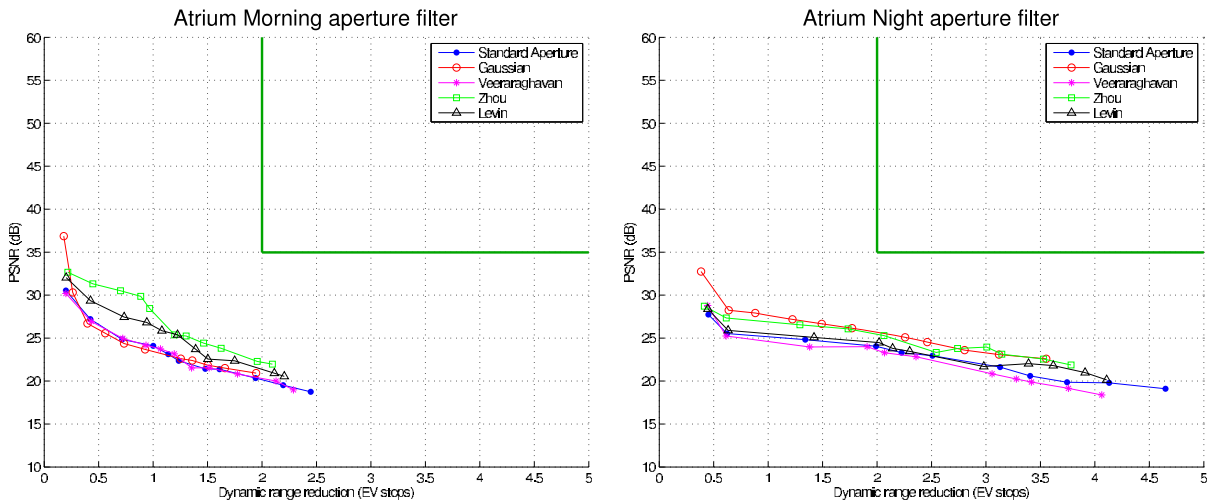 Atrium Morning aperture filter
60
55
50
45
40
35
30
25
20
15
10
PSNR (dB)
0 0.5 1 1.5 2 2.5 3 3.5 4 4.5 5
Dynamic range reduction (EV stops)
Standard Aperture
Gaussian
Veeraraghavan
Zhou
Levin
Atrium Night aperture filter
60
55
50
45
40
35
30
25
20
15
10
PSNR (dB)
0 0.5 1 1.5 2 2.5 3 3.5 4 4.5 5
Dynamic range reduction (EV stops)
Standard Aperture
Gaussian
Veeraraghavan
Zhou
Leviin